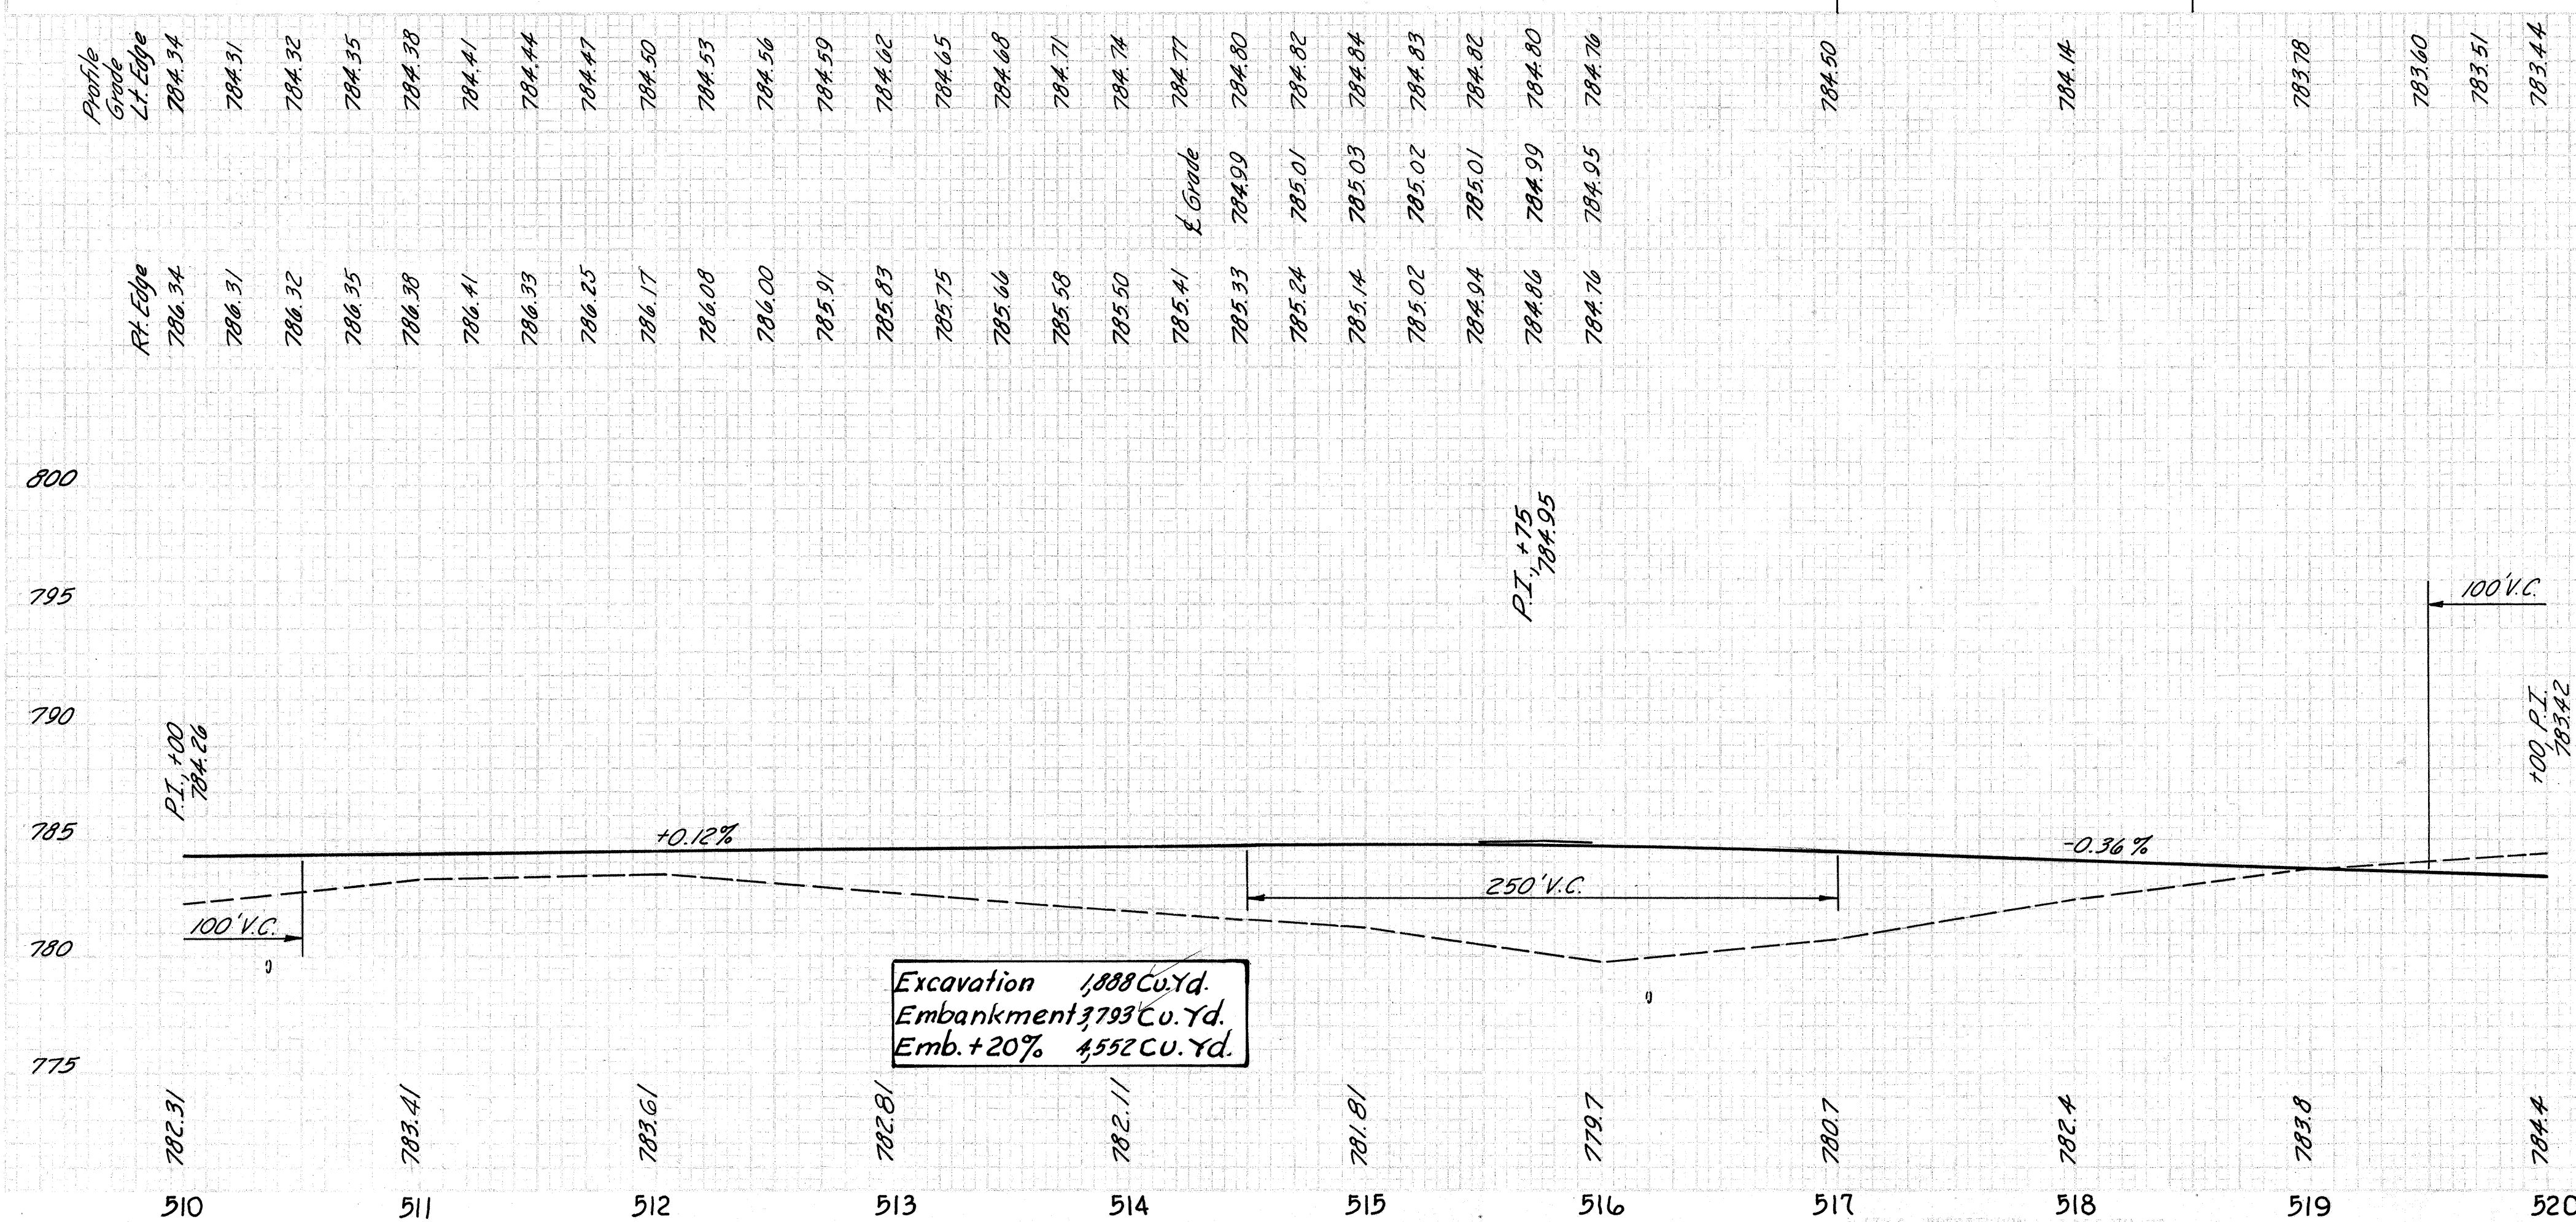 Profile
Grade
Lt. Edge
784.34 784.31 784.32 784.35 784.38 784.41 784.44 784.47 784.50 784.53 784.56 784.59 784.62 784.65 784.68 784.71 784.74 784.77 784.80 784.82 784.84 784.83 784.82 784.80 784.76 784.50 784.14 783.78 783.60 783.51 783.44
℄ Grade 784.99 785.01 785.03 785.02 785.01 784.99 784.95
Rt. Edge 786.34 786.31 786.32 786.35 786.38 786.41 786.33 786.25 786.17 786.08 786.00 785.91 785.83 785.75 785.66 785.58 785.50 785.41 785.33 785.24 785.14 785.02 784.94 784.86 784.76
800
795
790
785
780
775
P.I., +00
784.26
P.I., +75
784.95
+00, P.I.
783.42
+0.12%
-0.36%
100' V.C.
250' V.C.
100' V.C.
Excavation 1,888 Cu.Yd.
Embankment 3,793 Cu.Yd.
Emb.+20% 4,552 Cu.Yd.
782.31 783.41 783.61 782.81 782.11 781.81 779.7 780.7 782.4 783.8 784.4
510 511 512 513 514 515 516 517 518 519 520